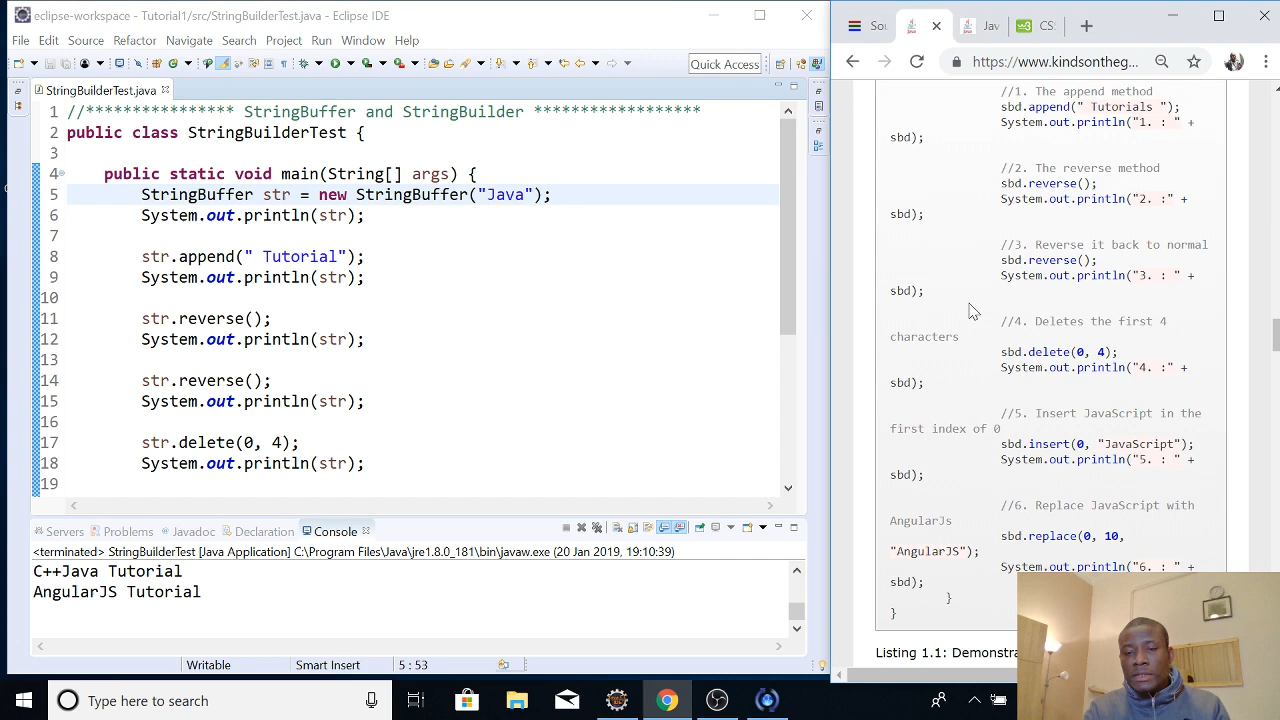 eclipse-workspace - Tutorial1/src/StringBuilderTest.java - Eclipse IDE
File Edit Source Refac Naviga Search Project Run Window Help
Quick Access
StringBuilderTest.java
1 //**************** StringBuffer and StringBuilder ******************
2 public class StringBuilderTest {
3
4 public static void main(String[] args) {
5 StringBuffer str = new StringBuffer("Java");
6 System.out.println(str);
7
8 str.append(" Tutorial");
9 System.out.println(str);
10
11 str.reverse();
12 System.out.println(str);
13
14 str.reverse();
15 System.out.println(str);
16
17 str.delete(0, 4);
18 System.out.println(str);
19
Servers Problems Javadoc Declaration Console
<terminated> StringBuilderTest [Java Application] C:\Program Files\Java\jre1.8.0_181\bin\javaw.exe (20 Jan 2019, 19:10:39)
C++Java Tutorial
AngularJS Tutorial
Writable Smart Insert 5 : 53
Sou Jav CSS
https://www.kindsontheg...
//1. The append method
sbd.append(" Tutorials ");
System.out.println("1. : " +
sbd);
//2. The reverse method
sbd.reverse();
System.out.println("2. :" +
sbd);
//3. Reverse it back to normal
sbd.reverse();
System.out.println("3. : " +
sbd);
//4. Deletes the first 4
characters
sbd.delete(0, 4);
System.out.println("4. :" +
sbd);
//5. Insert JavaScript in the
first index of 0
sbd.insert(0, "JavaScript");
System.out.println("5. : " +
sbd);
//6. Replace JavaScript with
AngularJs
sbd.replace(0, 10,
"AngularJS");
System.out.println("6. : " +
sbd);
}
}
Listing 1.1: Demonstra
Type here to search